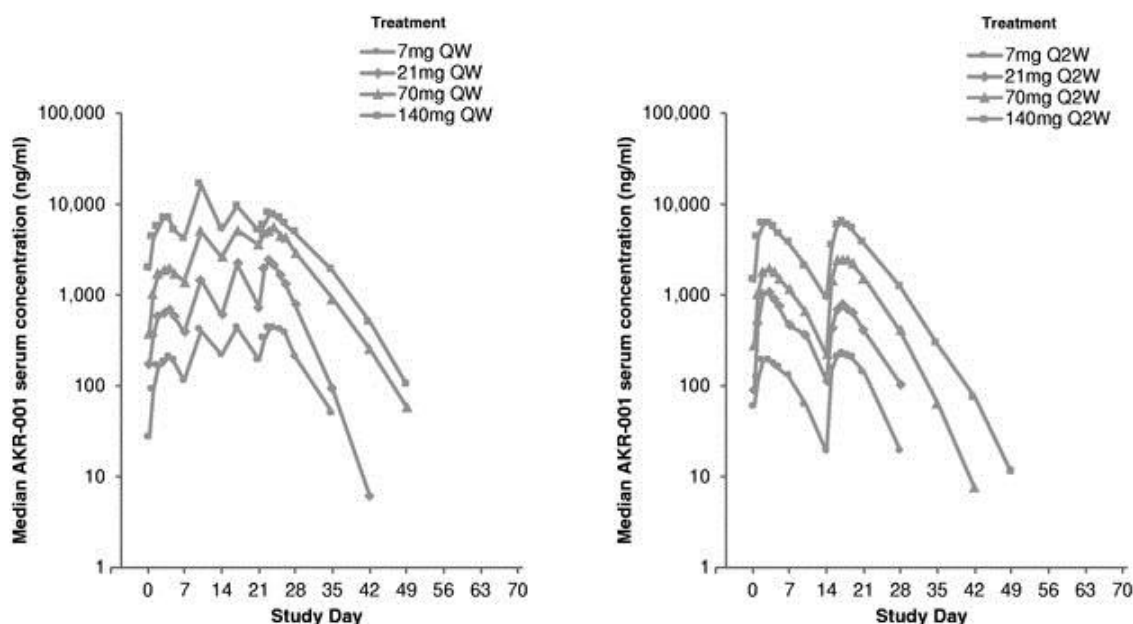 Treatment
7mg QW
21mg QW
70mg QW
140mg QW
Median AKR-001 serum concentration (ng/ml)
100,000
10,000
1,000
100
10
1
0 7 14 21 28 35 42 49 56 63 70
Study Day
Treatment
7mg Q2W
21mg Q2W
70mg Q2W
140mg Q2W
Median AKR-001 serum concentration (ng/ml)
100,000
10,000
1,000
100
10
1
0 7 14 21 28 35 42 49 56 63 70
Study Day